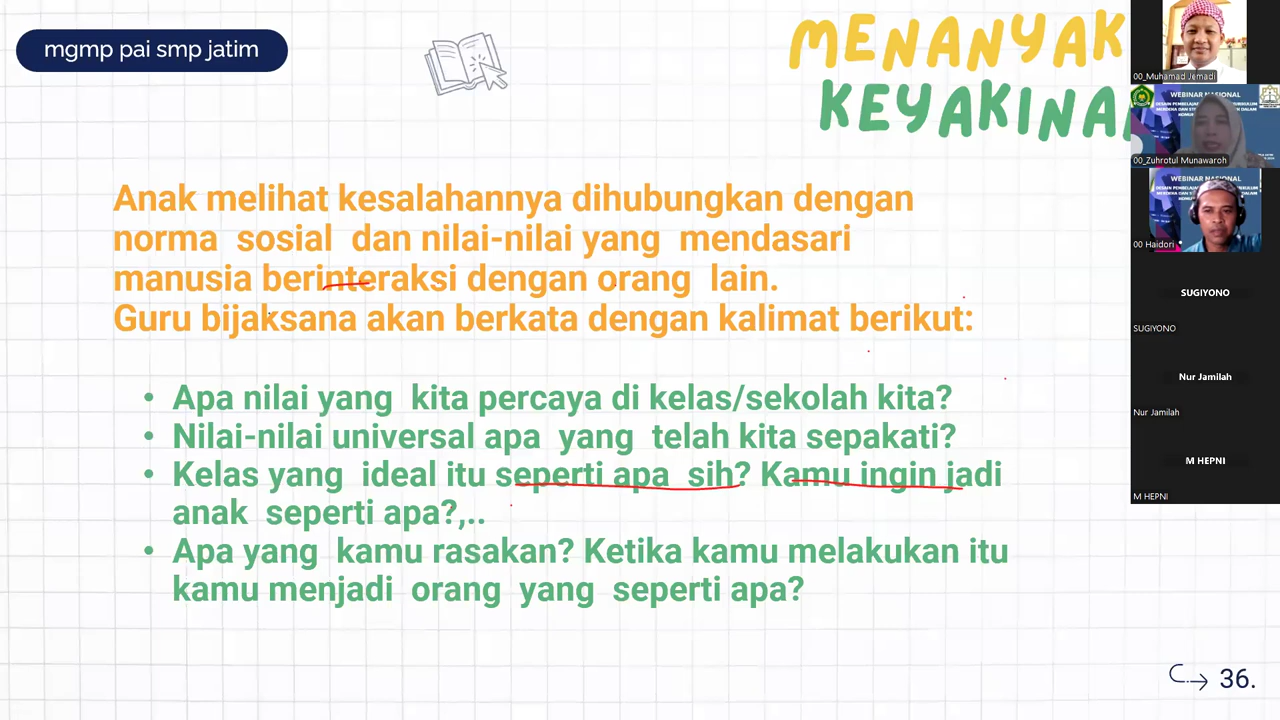 mgmp pai smp jatim
MENANYAK
KEYAKINA
Anak melihat kesalahannya dihubungkan dengan
norma sosial dan nilai-nilai yang mendasari
manusia berinteraksi dengan orang lain.
Guru bijaksana akan berkata dengan kalimat berikut:
• Apa nilai yang kita percaya di kelas/sekolah kita?
• Nilai-nilai universal apa yang telah kita sepakati?
• Kelas yang ideal itu seperti apa sih? Kamu ingin jadi
anak seperti apa?,..
• Apa yang kamu rasakan? Ketika kamu melakukan itu
kamu menjadi orang yang seperti apa?
36.
00_Muhamad Jemadi
WEBINAR NASIONAL
00_Zuhrotul Munawaroh
WEBINAR NASIONAL
00 Haidori
SUGIYONO
SUGIYONO
Nur Jamilah
Nur Jamilah
M HEPNI
M HEPNI